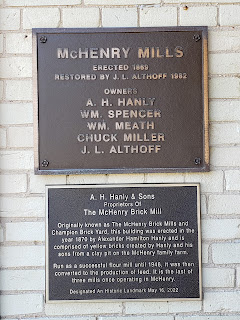 McHENRY MILLS
ERECTED 1869
RESTORED BY J. L. ALTHOFF 1982
OWNERS
A. H. HANLY
WM. SPENCER
WM. MEATH
CHUCK MILLER
J. L. ALTHOFF
A. H. Hanly & Sons
Proprietors Of
The McHenry Brick Mill
Originally known as The McHenry Brick Mills and
Champion Brick Yard, this building was erected in the
year 1870 by Alexander Hamilton Hanly and is
comprised of yellow bricks created by Hanly and his
sons from a clay pit on the McHenry family farm.
Run as a successful flour mill until 1946, it was then
converted to the production of feed. It is the last of
three mills once operating in McHenry.
Designated An Historic Landmark May 16, 2022